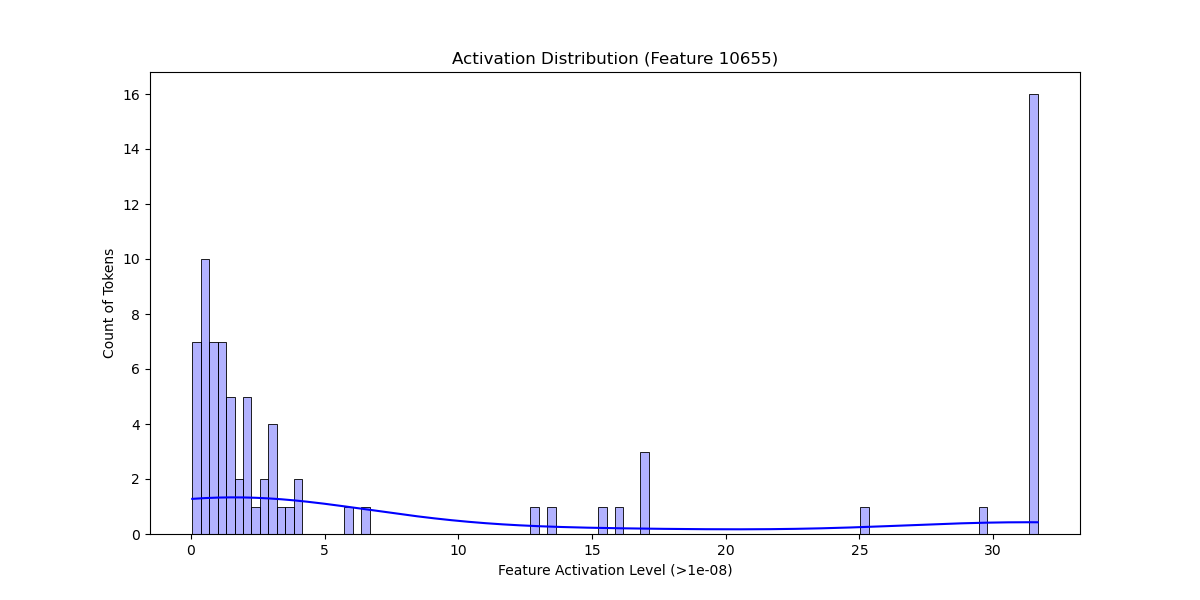 Activation Distribution (Feature 10655)
16
14
12
10
8
6
4
2
0
Count of Tokens
0 5 10 15 20 25 30
Feature Activation Level (>1e-08)